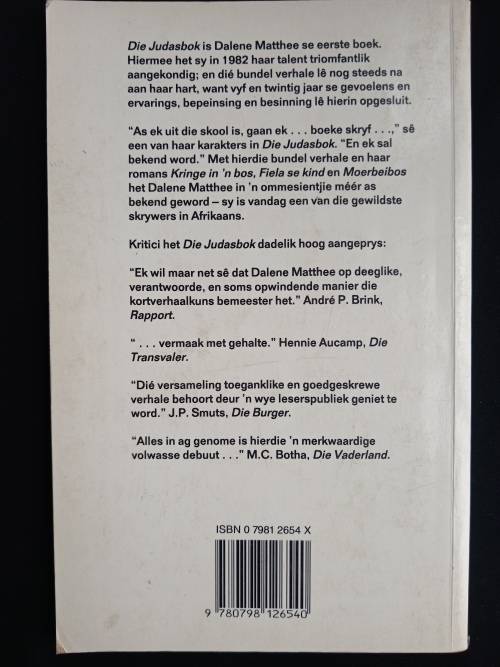 Die Judasbok is Dalene Matthee se eerste boek.
Hiermee het sy in 1982 haar talent triomfantlik
aangekondig; en dié bundel verhale lê nog steeds na
aan haar hart, want vyf en twintig jaar se gevoelens en
ervarings, bepeinsing en besinning lê hierin opgesluit.
“As ek uit die skool is, gaan ek . . . boeke skryf . . .,” sê
een van haar karakters in Die Judasbok. “En ek sal
bekend word.” Met hierdie bundel verhale en haar
romans Kringe in 'n bos, Fiela se kind en Moerbeibos
het Dalene Matthee in 'n ommesientjie méér as
bekend geword – sy is vandag een van die gewildste
skrywers in Afrikaans.
Kritici het Die Judasbok dadelik hoog aangeprys:
“Ek wil maar net sê dat Dalene Matthee op deeglike,
verantwoorde, en soms opwindende manier die
kortverhaalkuns bemeester het.” André P. Brink,
Rapport.
“ . . . vermaak met gehalte.” Hennie Aucamp, Die
Transvaler.
“Dié versameling toeganklike en goedgeskrewe
verhale behoort deur 'n wye leserspubliek geniet te
word.” J.P. Smuts, Die Burger.
“Alles in ag genome is hierdie 'n merkwaardige
volwasse debuut . . .” M.C. Botha, Die Vaderland.
ISBN 0 7981 2654 X
9 780798 126540